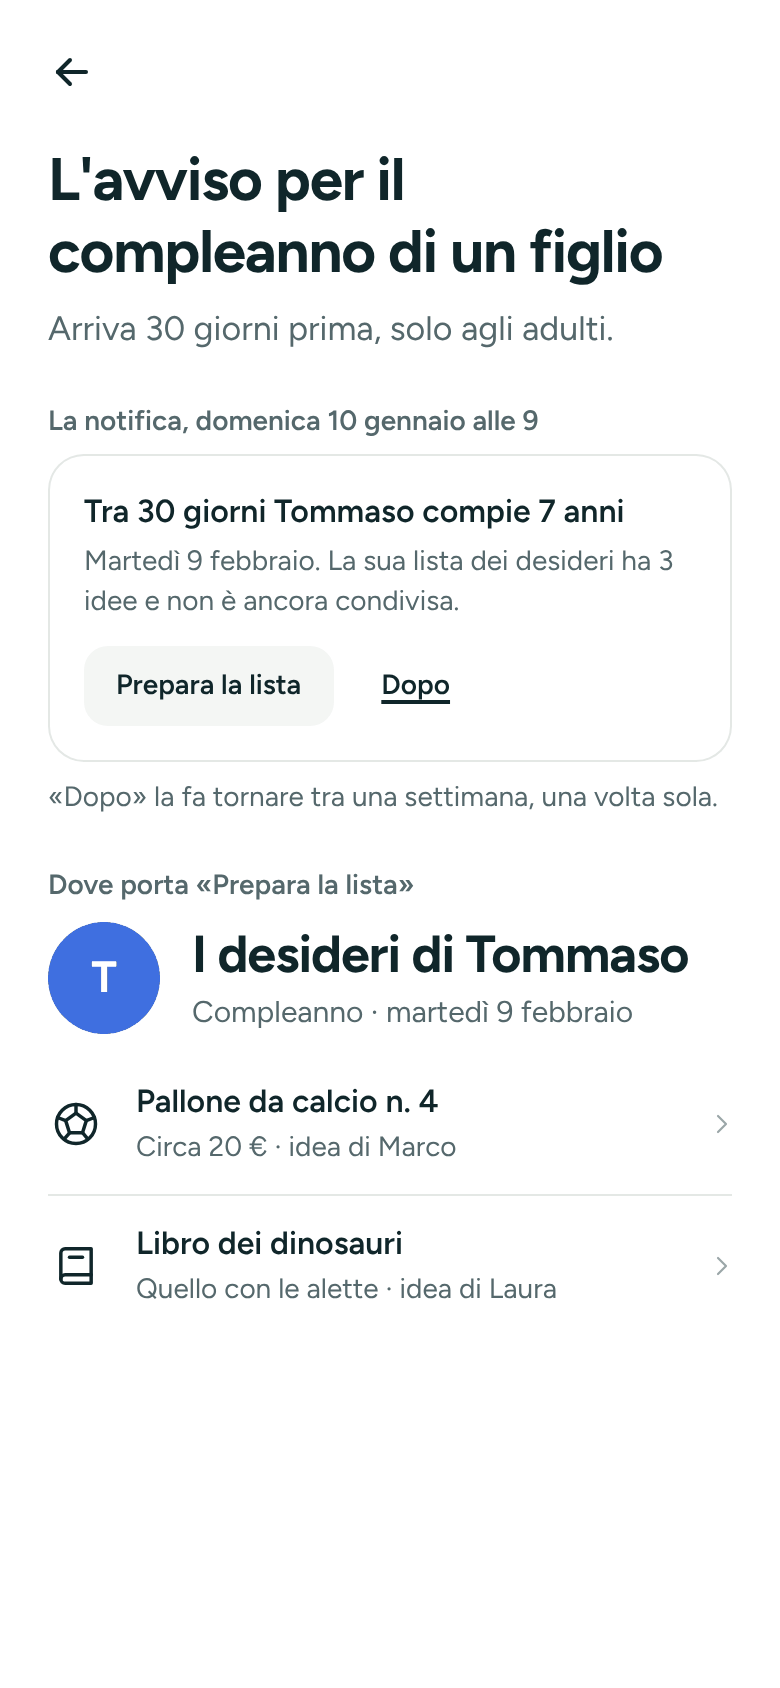 L'avviso per il
compleanno di un figlio
Arriva 30 giorni prima, solo agli adulti.
La notifica, domenica 10 gennaio alle 9
Tra 30 giorni Tommaso compie 7 anni
Martedì 9 febbraio. La sua lista dei desideri ha 3
idee e non è ancora condivisa.
Prepara la lista
Dopo
«Dopo» la fa tornare tra una settimana, una volta sola.
Dove porta «Prepara la lista»
T
I desideri di Tommaso
Compleanno · martedì 9 febbraio
Pallone da calcio n. 4
Circa 20 € · idea di Marco
Libro dei dinosauri
Quello con le alette · idea di Laura